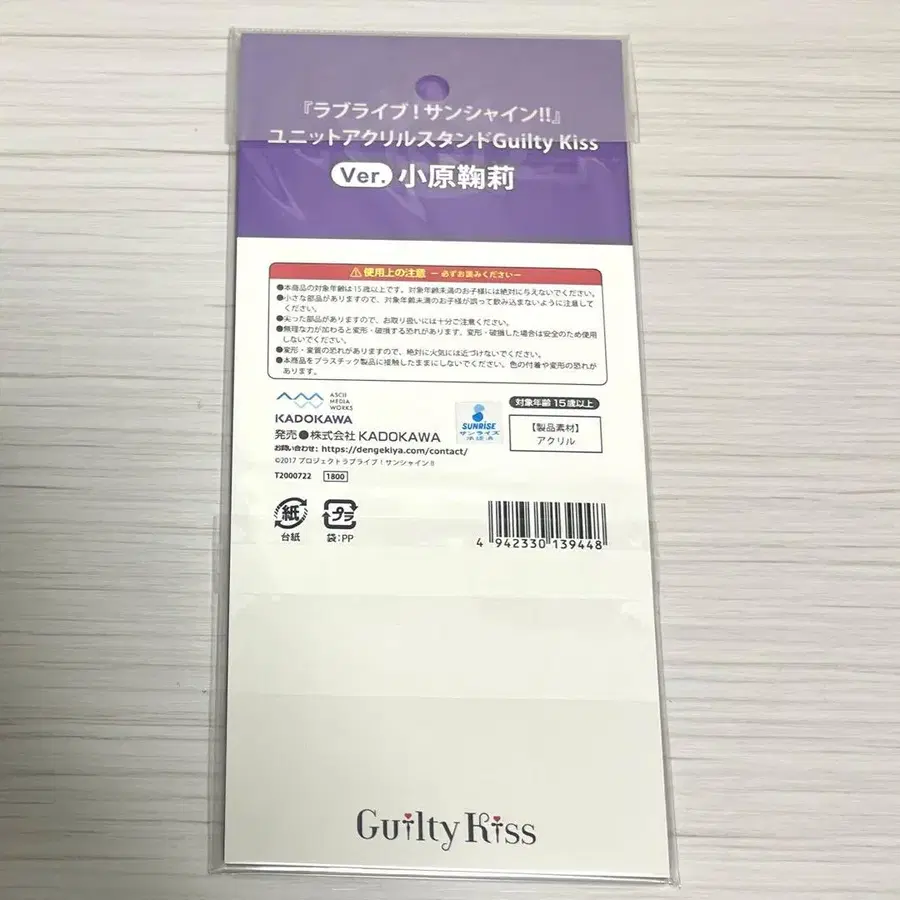 『ラブライブ！サンシャイン!!』
ユニットアクリルスタンドGuilty Kiss
Ver. 小原鞠莉
⚠使用上の注意 －必ずお読みください－
●本商品の対象年齢は15歳以上です。対象年齢未満のお子様には絶対に与えないでください。
●小さな部品がありますので、対象年齢未満のお子様が誤って飲み込まないように注意して
ください。
●尖った部品がありますので、お取り扱いには十分ご注意ください。
●無理な力が加わると変形・破損する恐れがあります。変形・破損した場合は安全のため使用
しないでください。
●変形・変質の恐れがありますので、絶対に火気には近づけないでください。
●本商品をプラスチック製品に接触したままにしないでください。色の付着や変形の恐れが
あります。
ASCII
MEDIA
WORKS
KADOKAWA
発売●株式会社 KADOKAWA
お問い合わせ: https://dengekiya.com/contact/
©2017 プロジェクトラブライブ！サンシャイン!!
T2000722 1800
SUNRISE
サンライズ
承認済
対象年齢 15歳以上
【製品素材】
アクリル
紙
台紙
プラ
袋:PP
4 942330 139448
Guilty Kiss